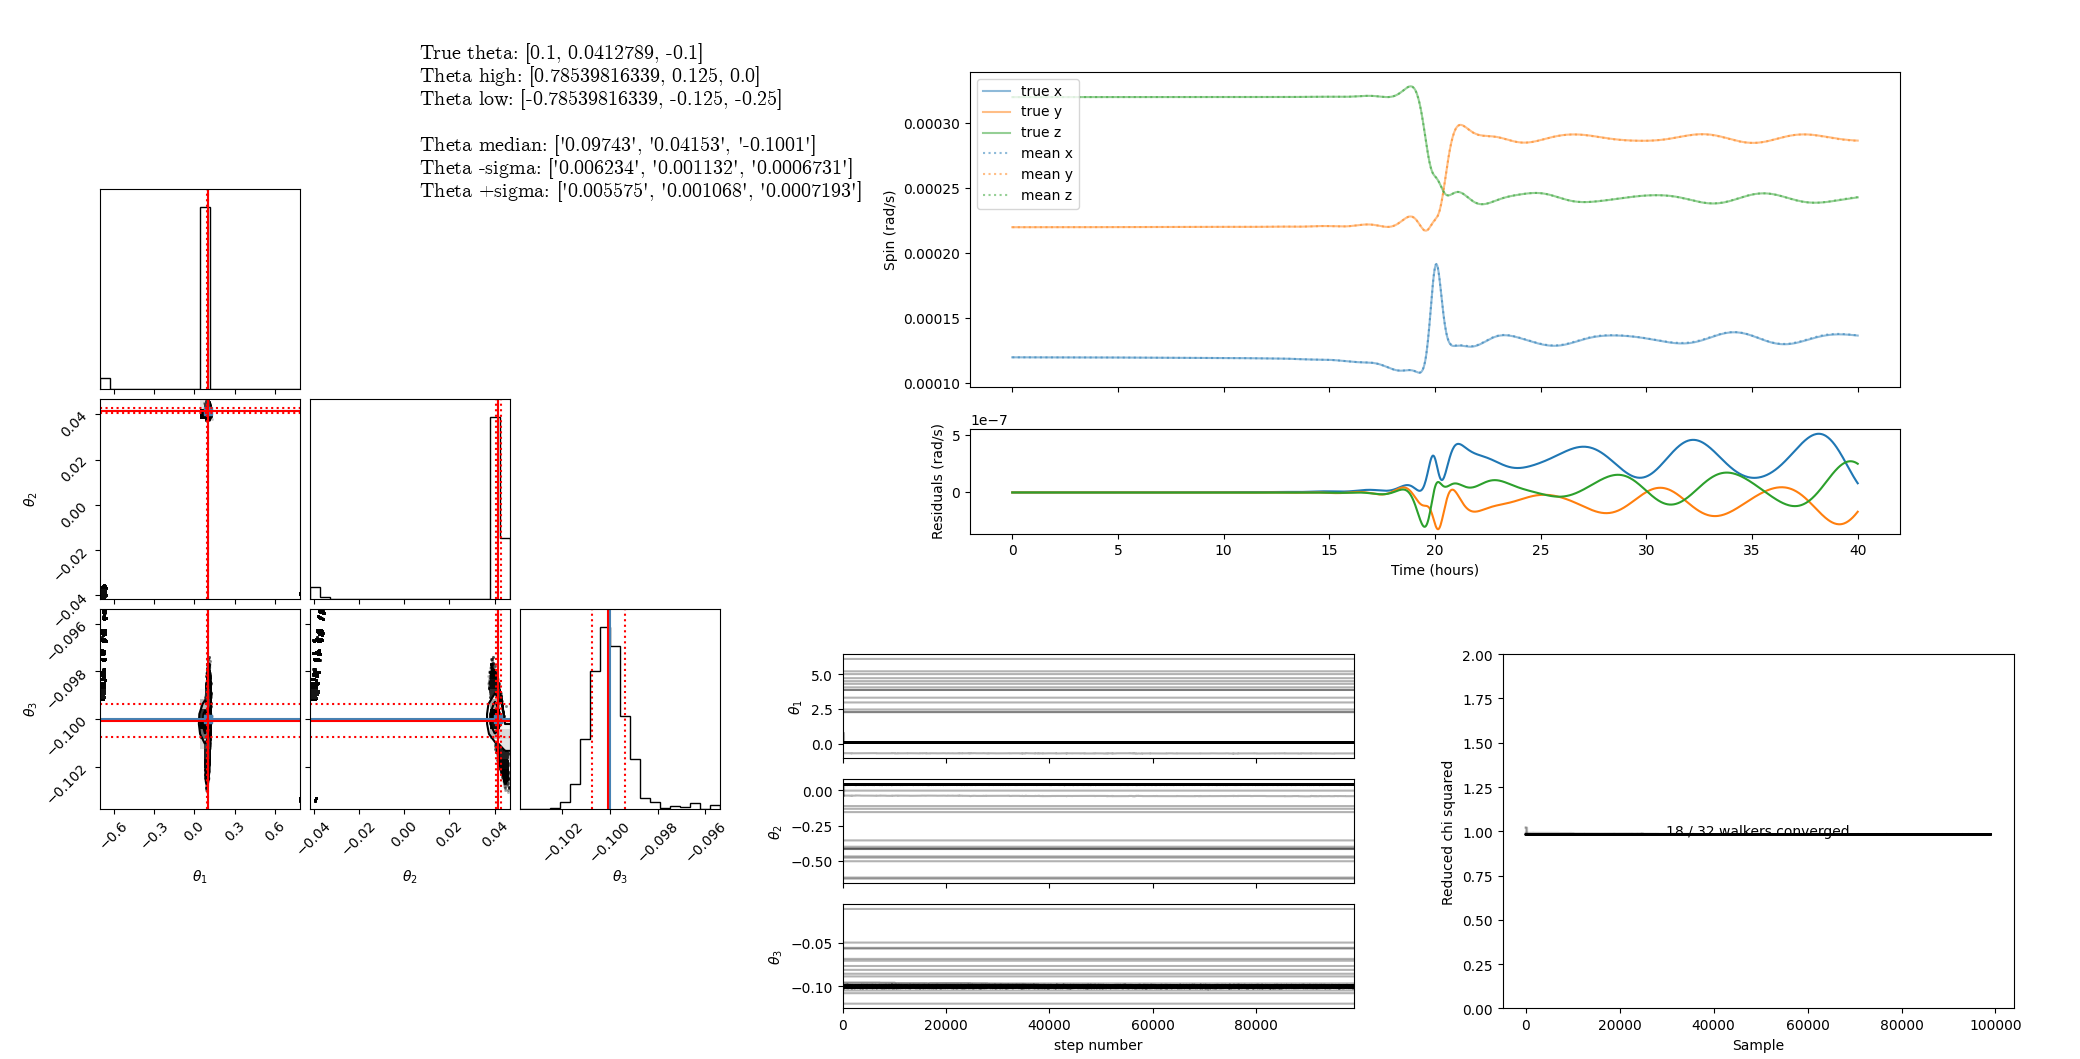 True theta: [0.1, 0.0412789, -0.1]
Theta high: [0.78539816339, 0.125, 0.0]
Theta low: [-0.78539816339, -0.125, -0.25]
Theta median: ['0.09743', '0.04153', '-0.1001']
Theta -sigma: ['0.006234', '0.001132', '0.0006731']
Theta +sigma: ['0.005575', '0.001068', '0.0007193']
true x
true y
true z
mean x
mean y
mean z
Spin (rad/s)
0.00030
0.00025
0.00020
0.00015
0.00010
1e−7
Residuals (rad/s)
5
0
0
5
10
15
20
25
30
35
40
Time (hours)
θ2
0.04
0.02
0.00
−0.02
−0.04
θ3
−0.096
−0.098
−0.100
−0.102
−0.6
−0.3
0.0
0.3
0.6
θ1
−0.04
−0.02
0.00
0.02
0.04
θ2
−0.102
−0.100
−0.098
−0.096
θ3
θ1
5.0
2.5
0.0
θ2
0.00
−0.25
−0.50
θ3
−0.05
−0.10
0
20000
40000
60000
80000
step number
Reduced chi squared
2.00
1.75
1.50
1.25
1.00
0.75
0.50
0.25
0.00
18 / 32 walkers converged
0
20000
40000
60000
80000
100000
Sample